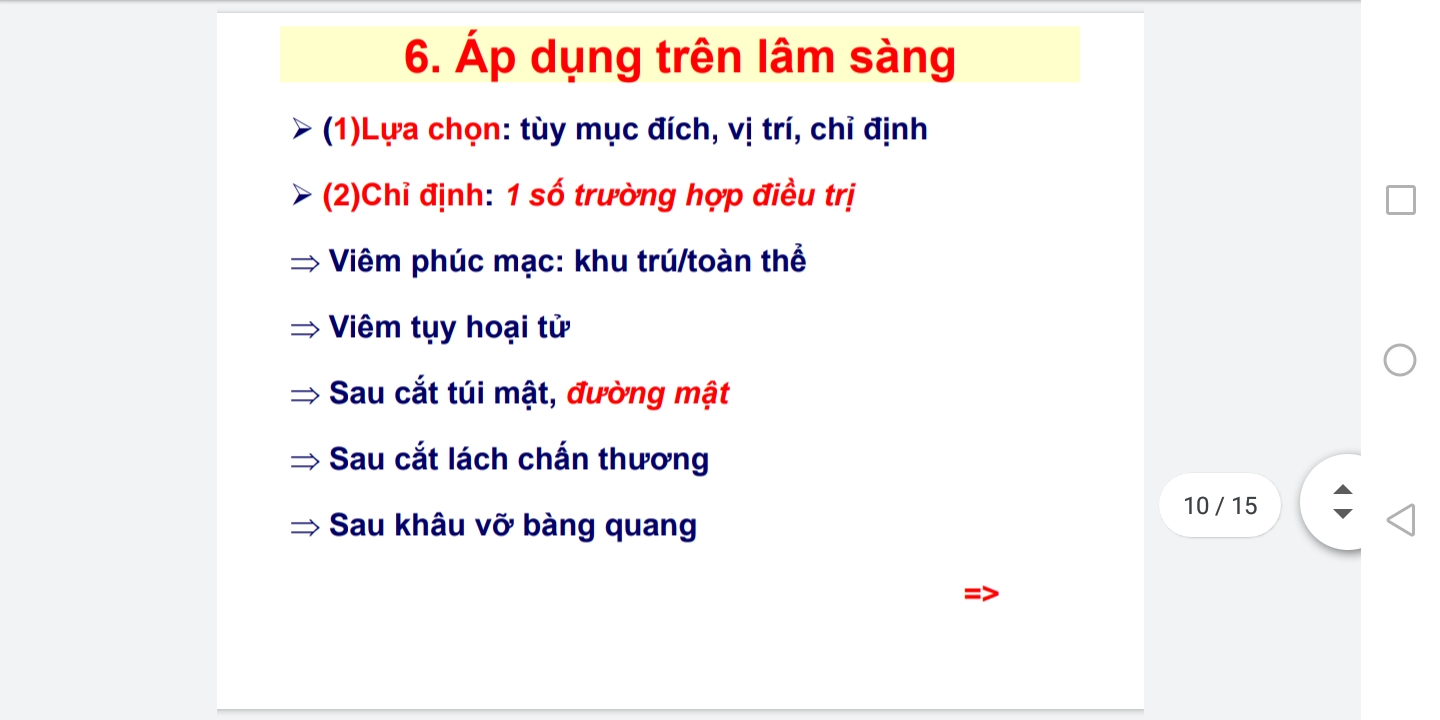 6. Áp dụng trên lâm sàng
➢ (1)Lựa chọn: tùy mục đích, vị trí, chỉ định
➢ (2)Chỉ định: 1 số trường hợp điều trị
⇒ Viêm phúc mạc: khu trú/toàn thể
⇒ Viêm tụy hoại tử
⇒ Sau cắt túi mật, đường mật
⇒ Sau cắt lách chấn thương
⇒ Sau khâu vỡ bàng quang
=>
10 / 15